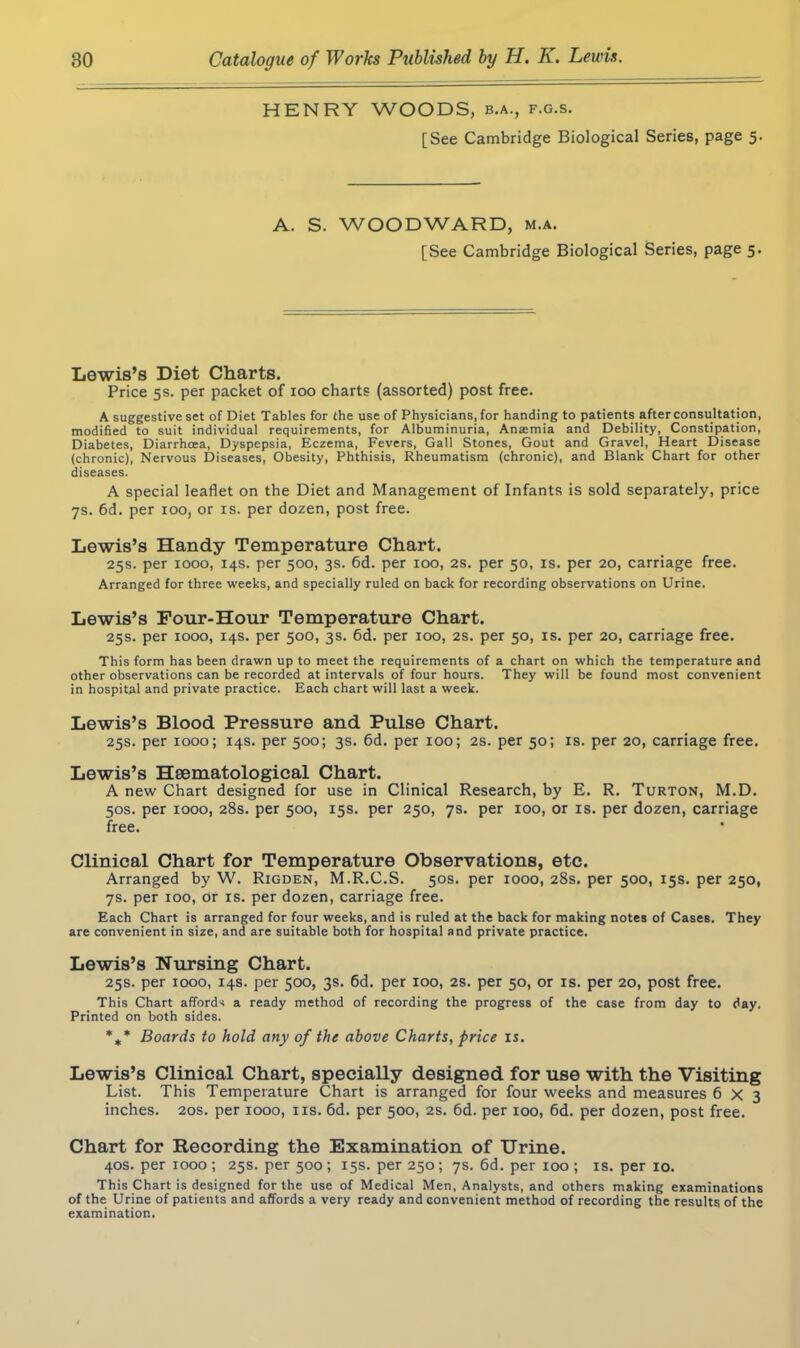 30 Catalogue of Works Published by H. K. Lewis.
HENRY WOODS, B.A., F.G.S.
[See Cambridge Biological Series, page 5.
A. S. WOODWARD, M.A.
[See Cambridge Biological Series, page 5.
Lewis's Diet Charts.
Price 5s. per packet of 100 charts (assorted) post free.
A suggestive set of Diet Tables for the use of Physicians, for handing to patients after consultation,
modified to suit individual requirements, for Albuminuria, Anæmia and Debility, Constipation,
Diabetes, Diarrhœa, Dyspepsia, Eczema, Fevers, Gall Stones, Gout and Gravel, Heart Disease
(chronic), Nervous Diseases, Obesity, Phthisis, Rheumatism (chronic), and Blank Chart for other
diseases.
A special leaflet on the Diet and Management of Infants is sold separately, price
7s. 6d. per 100, or 1s. per dozen, post free.
Lewis's Handy Temperature Chart.
25s. per 1000, 14s. per 500, 3s. 6d. per 100, 2s. per 50, 1s. per 20, carriage free.
Arranged for three weeks, and specially ruled on back for recording observations on Urine.
Lewis's Four-Hour Temperature Chart.
25s. per 1000, 14s. per 500, 3s. 6d. per 100, 2s. per 50, 1s. per 20, carriage free.
This form has been drawn up to meet the requirements of a chart on which the temperature and
other observations can be recorded at intervals of four hours. They will be found most convenient
in hospital and private practice. Each chart will last a week.
Lewis's Blood Pressure and Pulse Chart.
25s. per 1000; 14s. per 500; 3s. 6d. per 100; 2s. per 50; 1s. per 20, carriage free.
Lewis's Hæmatological Chart.
A new Chart designed for use in Clinical Research, by E. R. TURTON, M.D.
50s. per 1000, 28s. per 500, 15s. per 250, 7s. per 100, or 1s. per dozen, carriage
free.
Clinical Chart for Temperature Observations, etc.
Arranged by W. RIGDEN, M.R.C.S. 50s. per 1000, 28s. per 500, 15s. per 250,
7s. per 100, or 1s. per dozen, carriage free.
Each Chart is arranged for four weeks, and is ruled at the back for making notes of Cases. They
are convenient in size, and are suitable both for hospital and private practice.
Lewis's Nursing Chart.
25s. per 1000, 14s. per 500, 3s. 6d. per 100, 2s. per 50, or 1s. per 20, post free.
This Chart affords a ready method of recording the progress of the case from day to day.
Printed on both sides.
*** Boards to hold any of the above Charts, price 1s.
Lewis's Clinical Chart, specially designed for use with the Visiting
List. This Temperature Chart is arranged for four weeks and measures 6 X 3
inches. 20s. per 1000, 11s. 6d. per 500, 2s. 6d. per 100, 6d. per dozen, post free.
Chart for Recording the Examination of Urine.
40s. per 1000; 25s. per 500; 15s. per 250; 7s. 6d. per 100; 1s. per 10.
This Chart is designed for the use of Medical Men, Analysts, and others making examinations
of the Urine of patients and affords a very ready and convenient method of recording the results of the
examination.